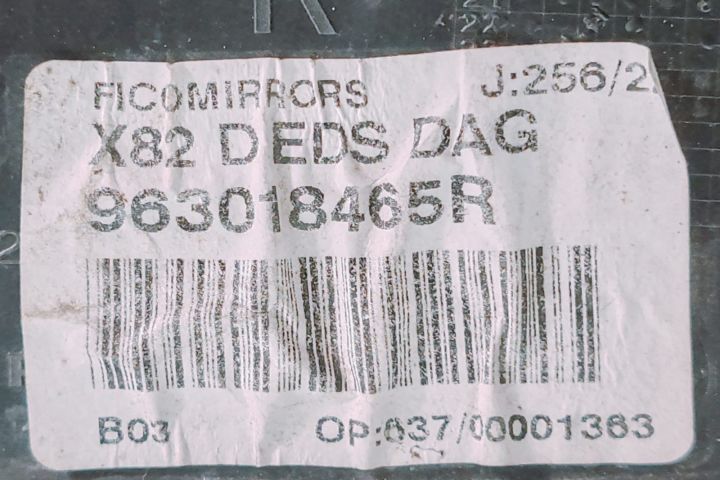 R
FICOMIRRORS J:256/2
X82 DEDS DAG
963018465R
B03 OP:037/00001363